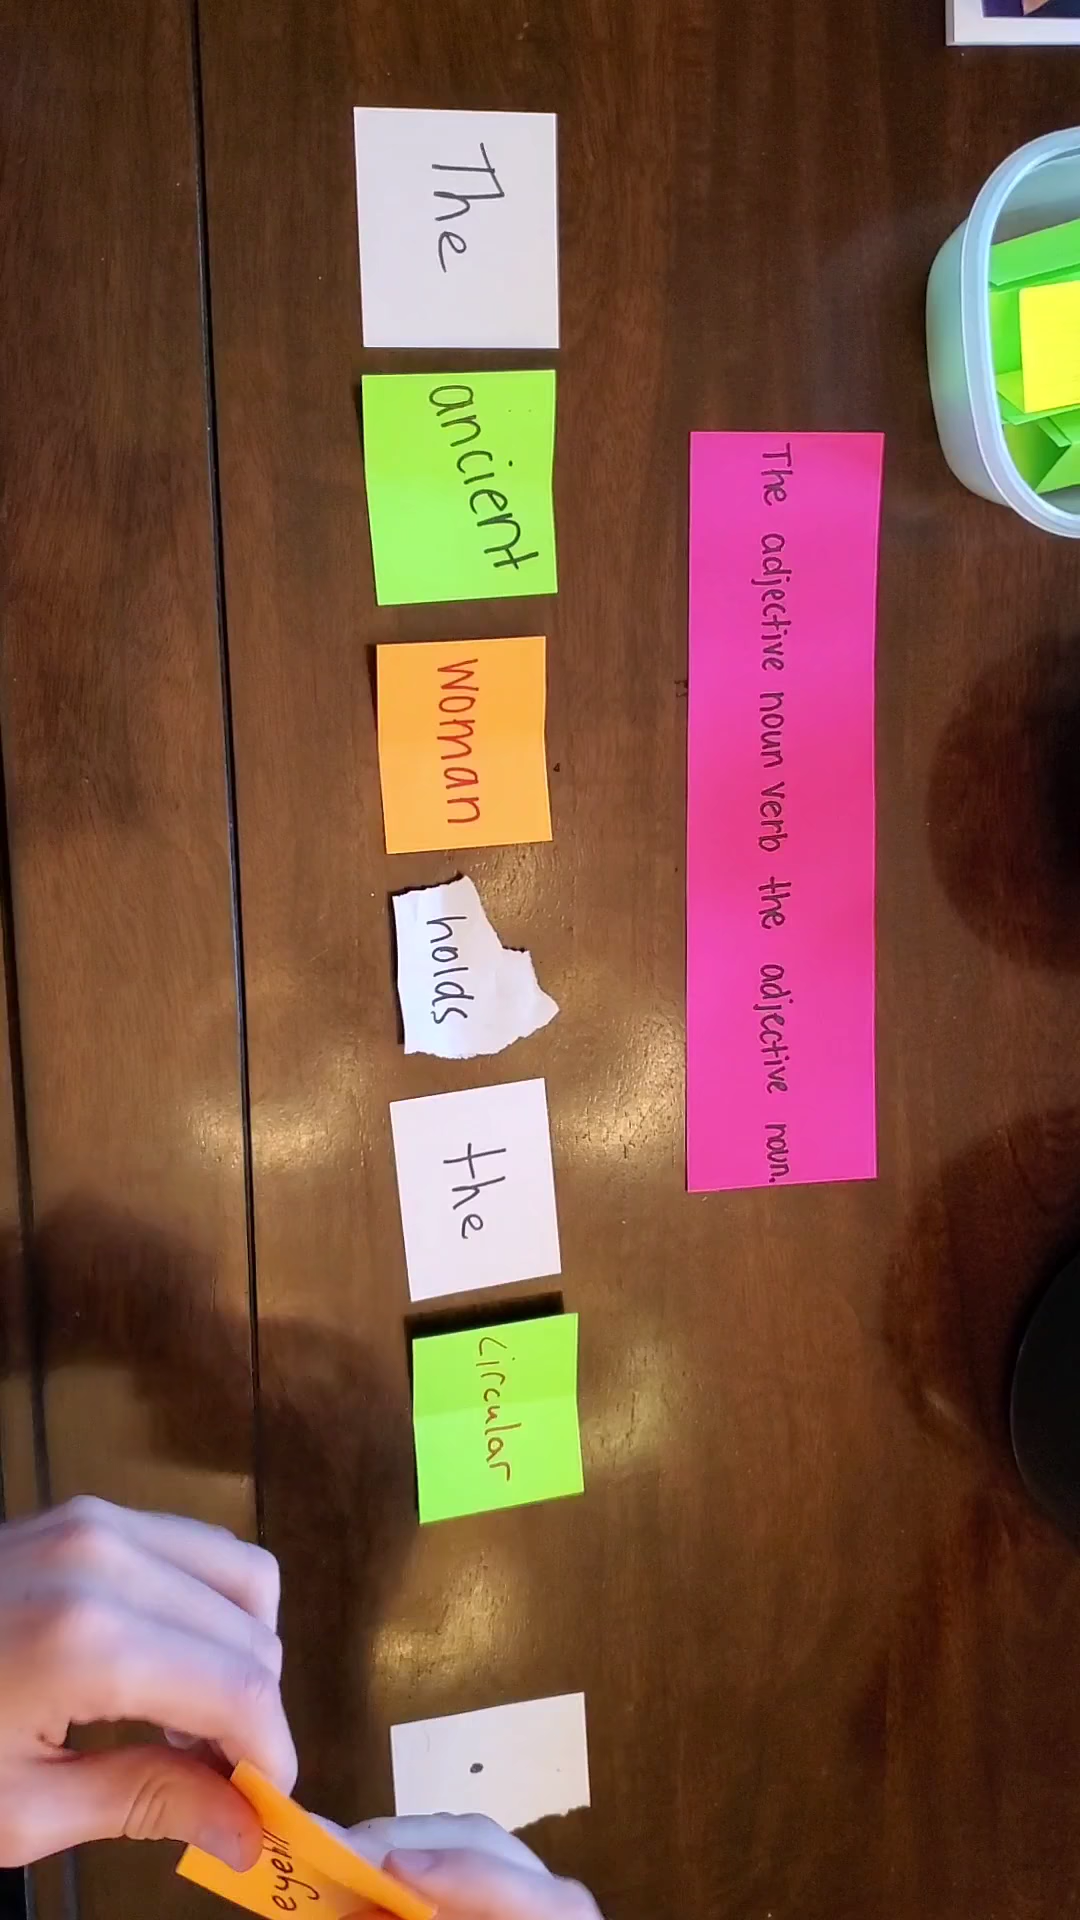 The adjective noun verb the adjective noun.
The ancient woman holds the circular .